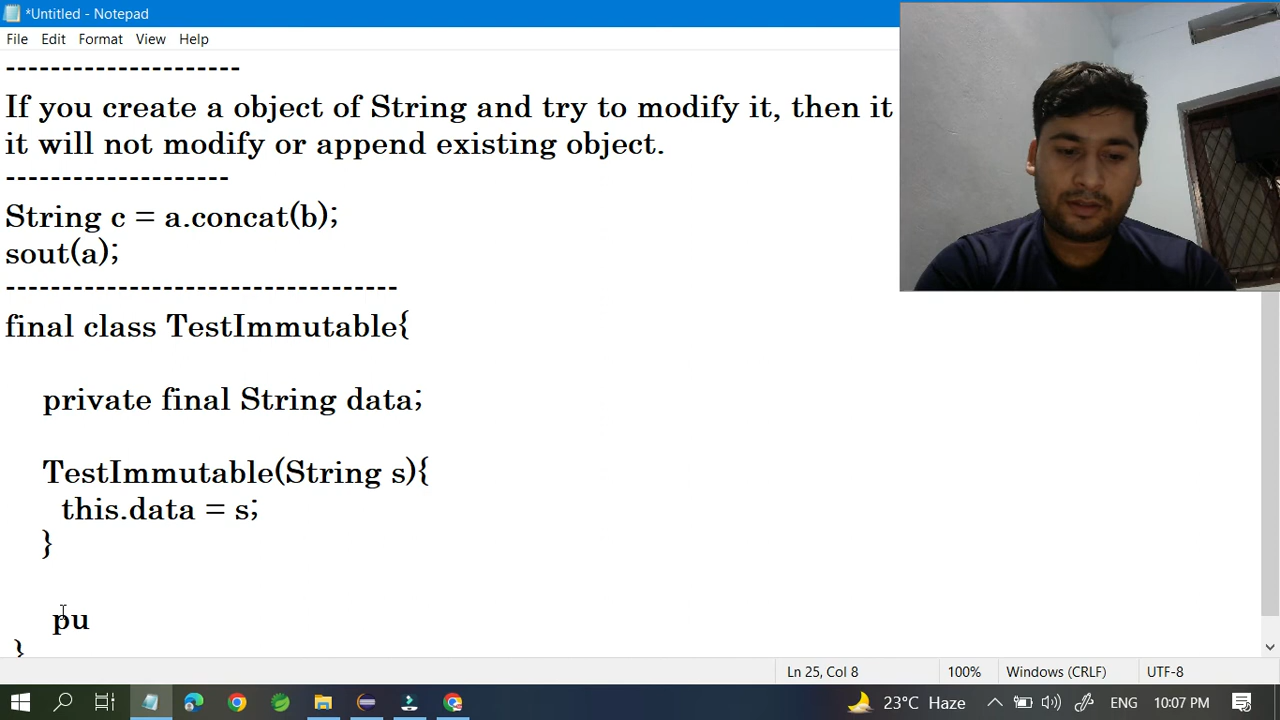 *Untitled - Notepad
File Edit Format View Help
---------------------
If you create a object of String and try to modify it, then it
it will not modify or append existing object.
--------------------
String c = a.concat(b);
sout(a);
-----------------------------------
final class TestImmutable{
private final String data;
TestImmutable(String s){
this.data = s;
}
pu
}
Ln 25, Col 8 100% Windows (CRLF) UTF-8
23°C Haze ENG 10:07 PM